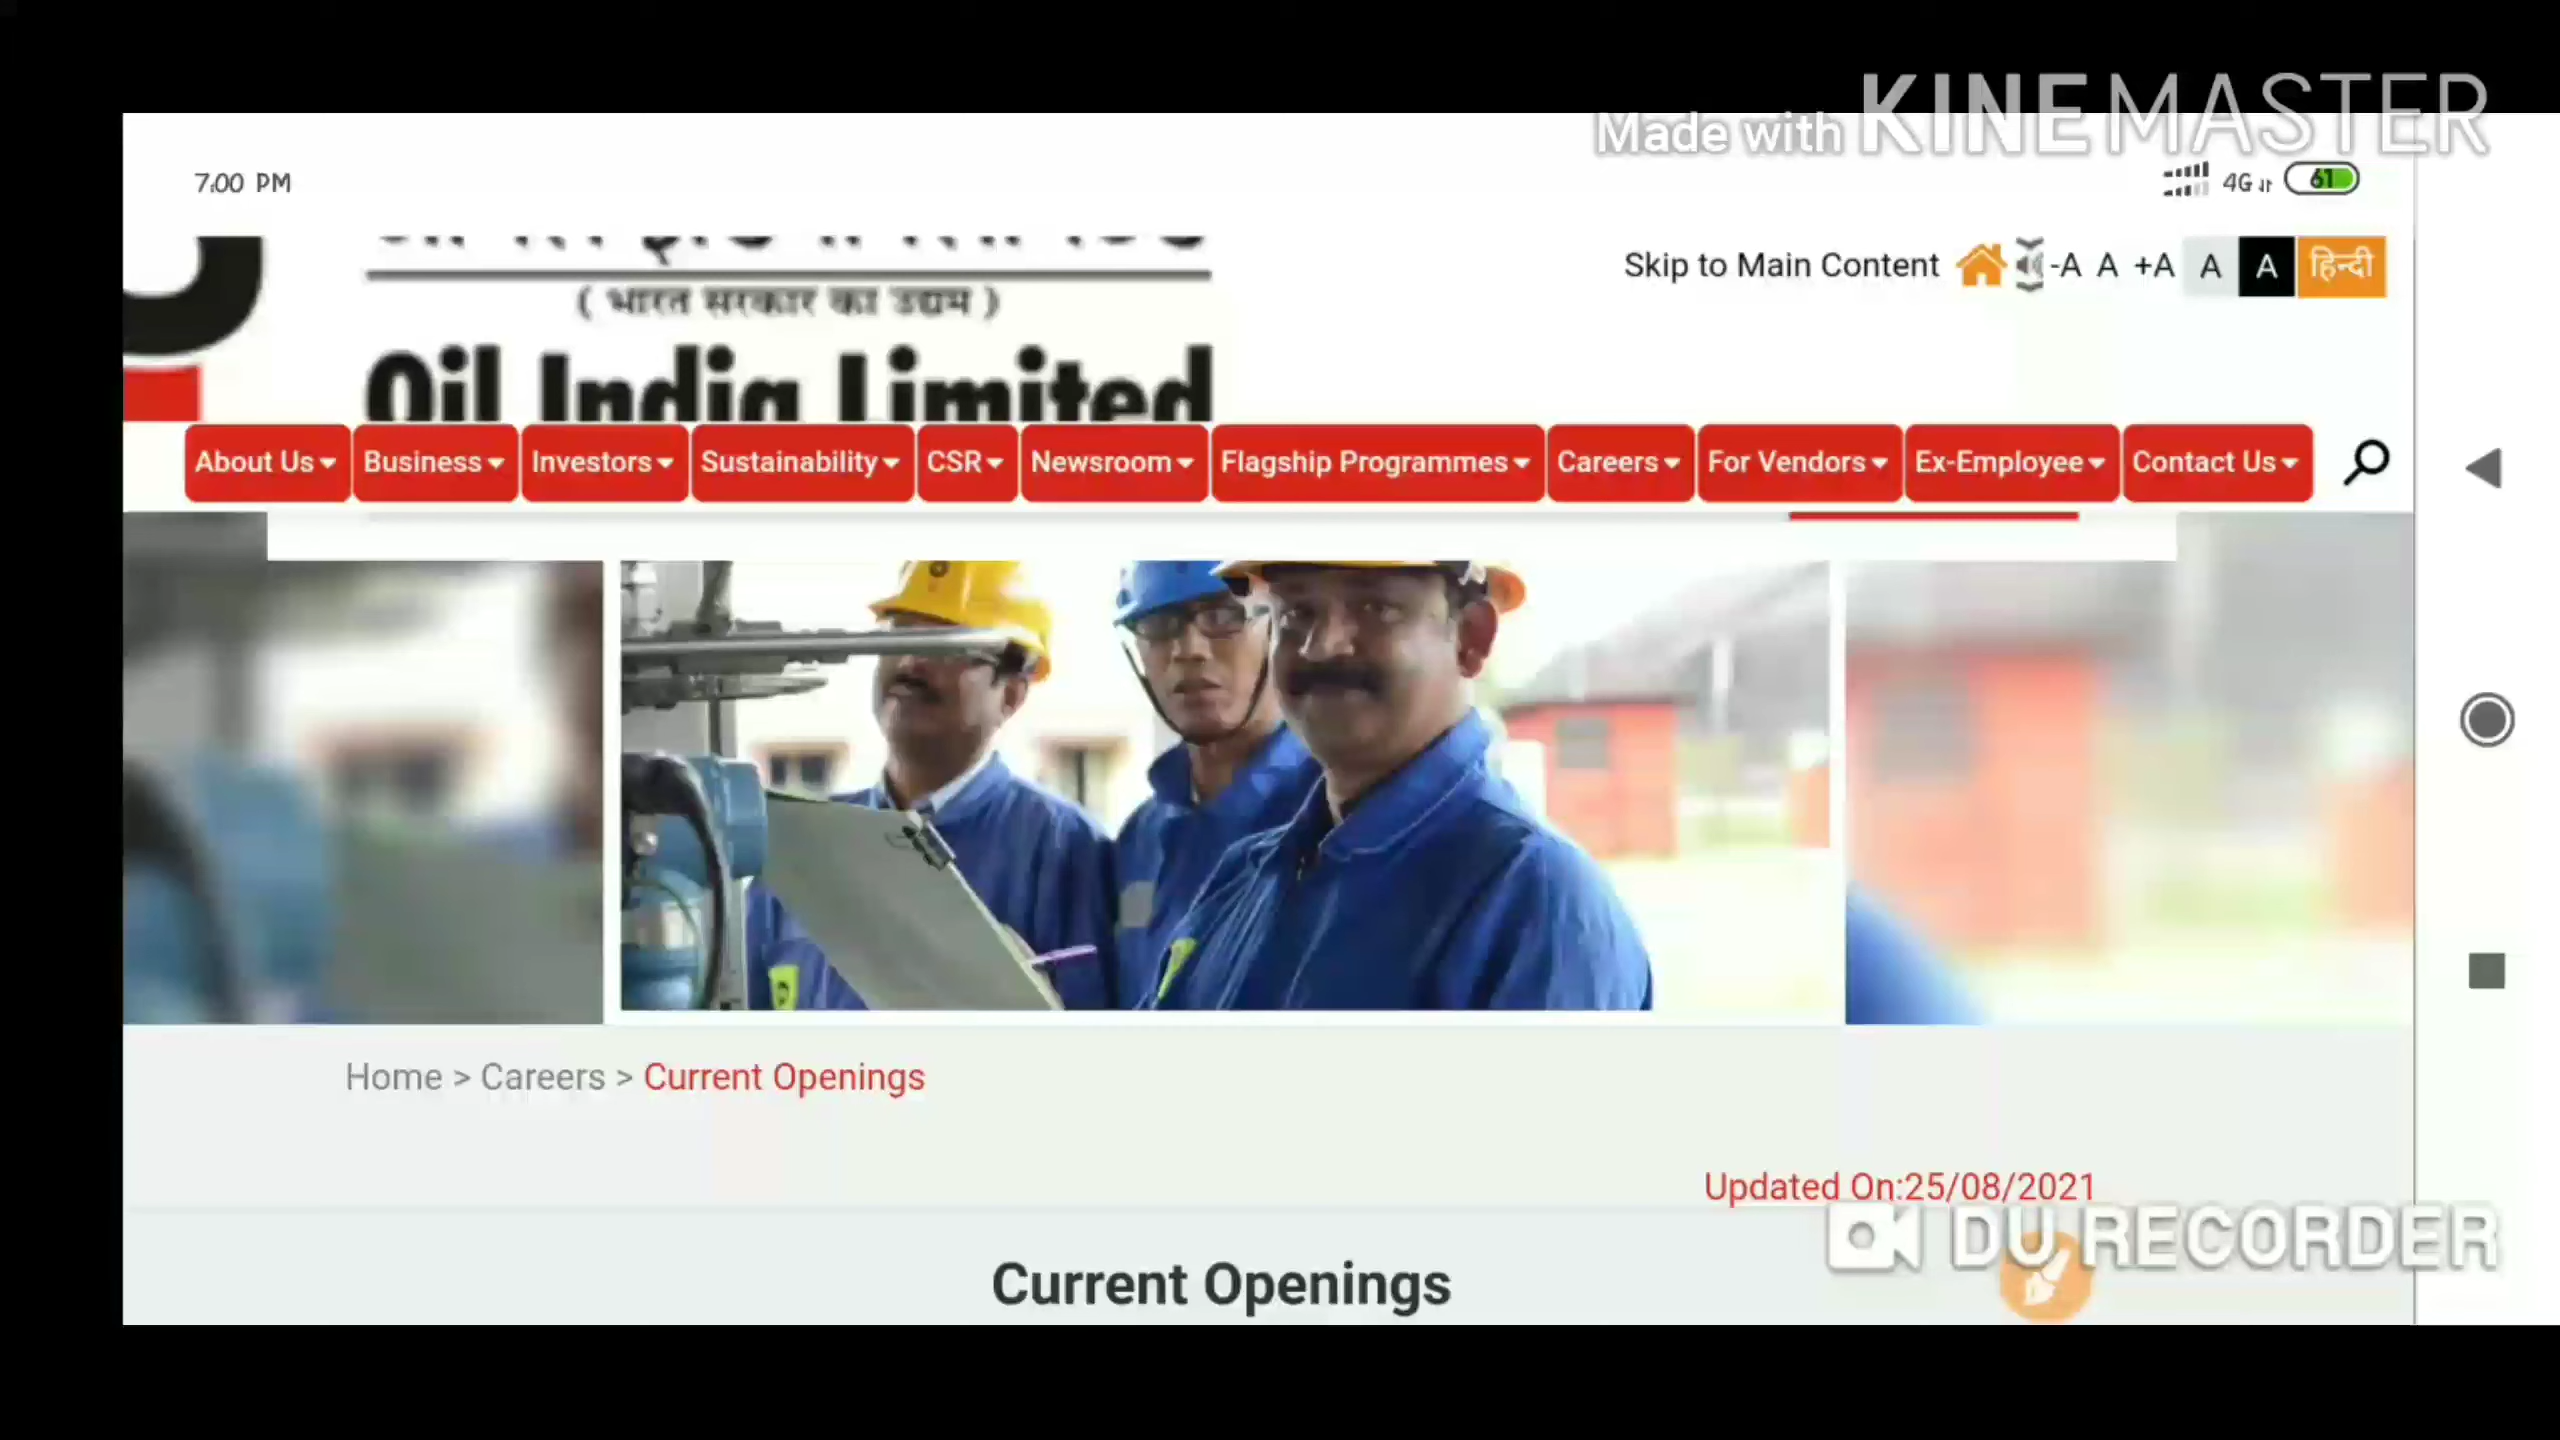 Made with KINEMASTER
7:00 PM
4G
61
Skip to Main Content -A A +A A A हिन्दी
( भारत सरकार का उद्यम )
Oil India Limited
About Us Business Investors Sustainability CSR Newsroom Flagship Programmes Careers For Vendors Ex-Employee Contact Us
Home > Careers > Current Openings
Updated On:25/08/2021
DU RECORDER
Current Openings